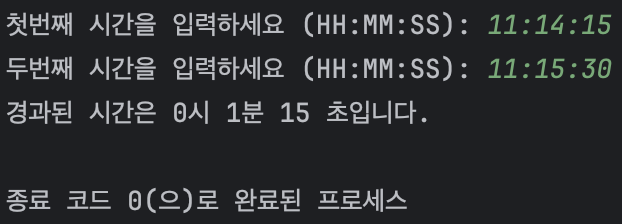 첫번째 시간을 입력하세요 (HH:MM:SS): 11:14:15
두번째 시간을 입력하세요 (HH:MM:SS): 11:15:30
경과된 시간은 0시 1분 15 초입니다.
종료 코드 0(으)로 완료된 프로세스